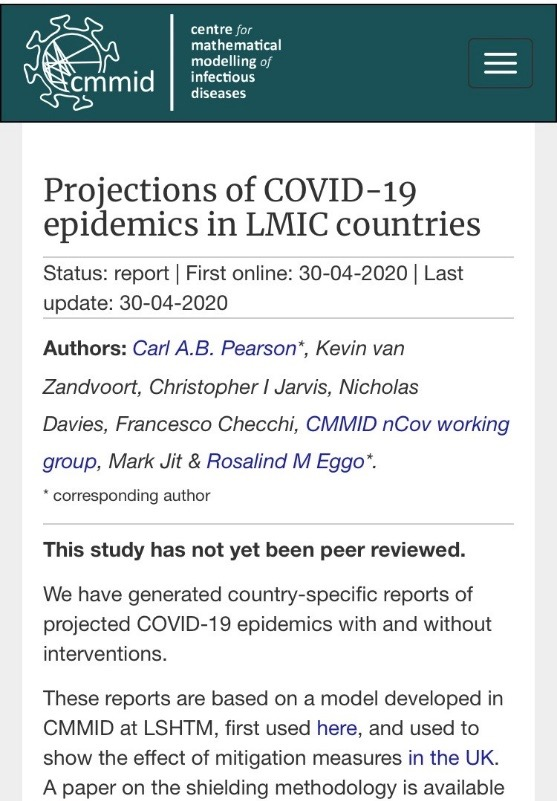 cmmid
centre for
mathematical
modelling of
infectious
diseases
Projections of COVID-19
epidemics in LMIC countries
Status: report | First online: 30-04-2020 | Last
update: 30-04-2020
Authors: Carl A.B. Pearson*, Kevin van
Zandvoort, Christopher I Jarvis, Nicholas
Davies, Francesco Checchi, CMMID nCov working
group, Mark Jit & Rosalind M Eggo*.
* corresponding author
This study has not yet been peer reviewed.
We have generated country-specific reports of
projected COVID-19 epidemics with and without
interventions.
These reports are based on a model developed in
CMMID at LSHTM, first used here, and used to
show the effect of mitigation measures in the UK.
A paper on the shielding methodology is available